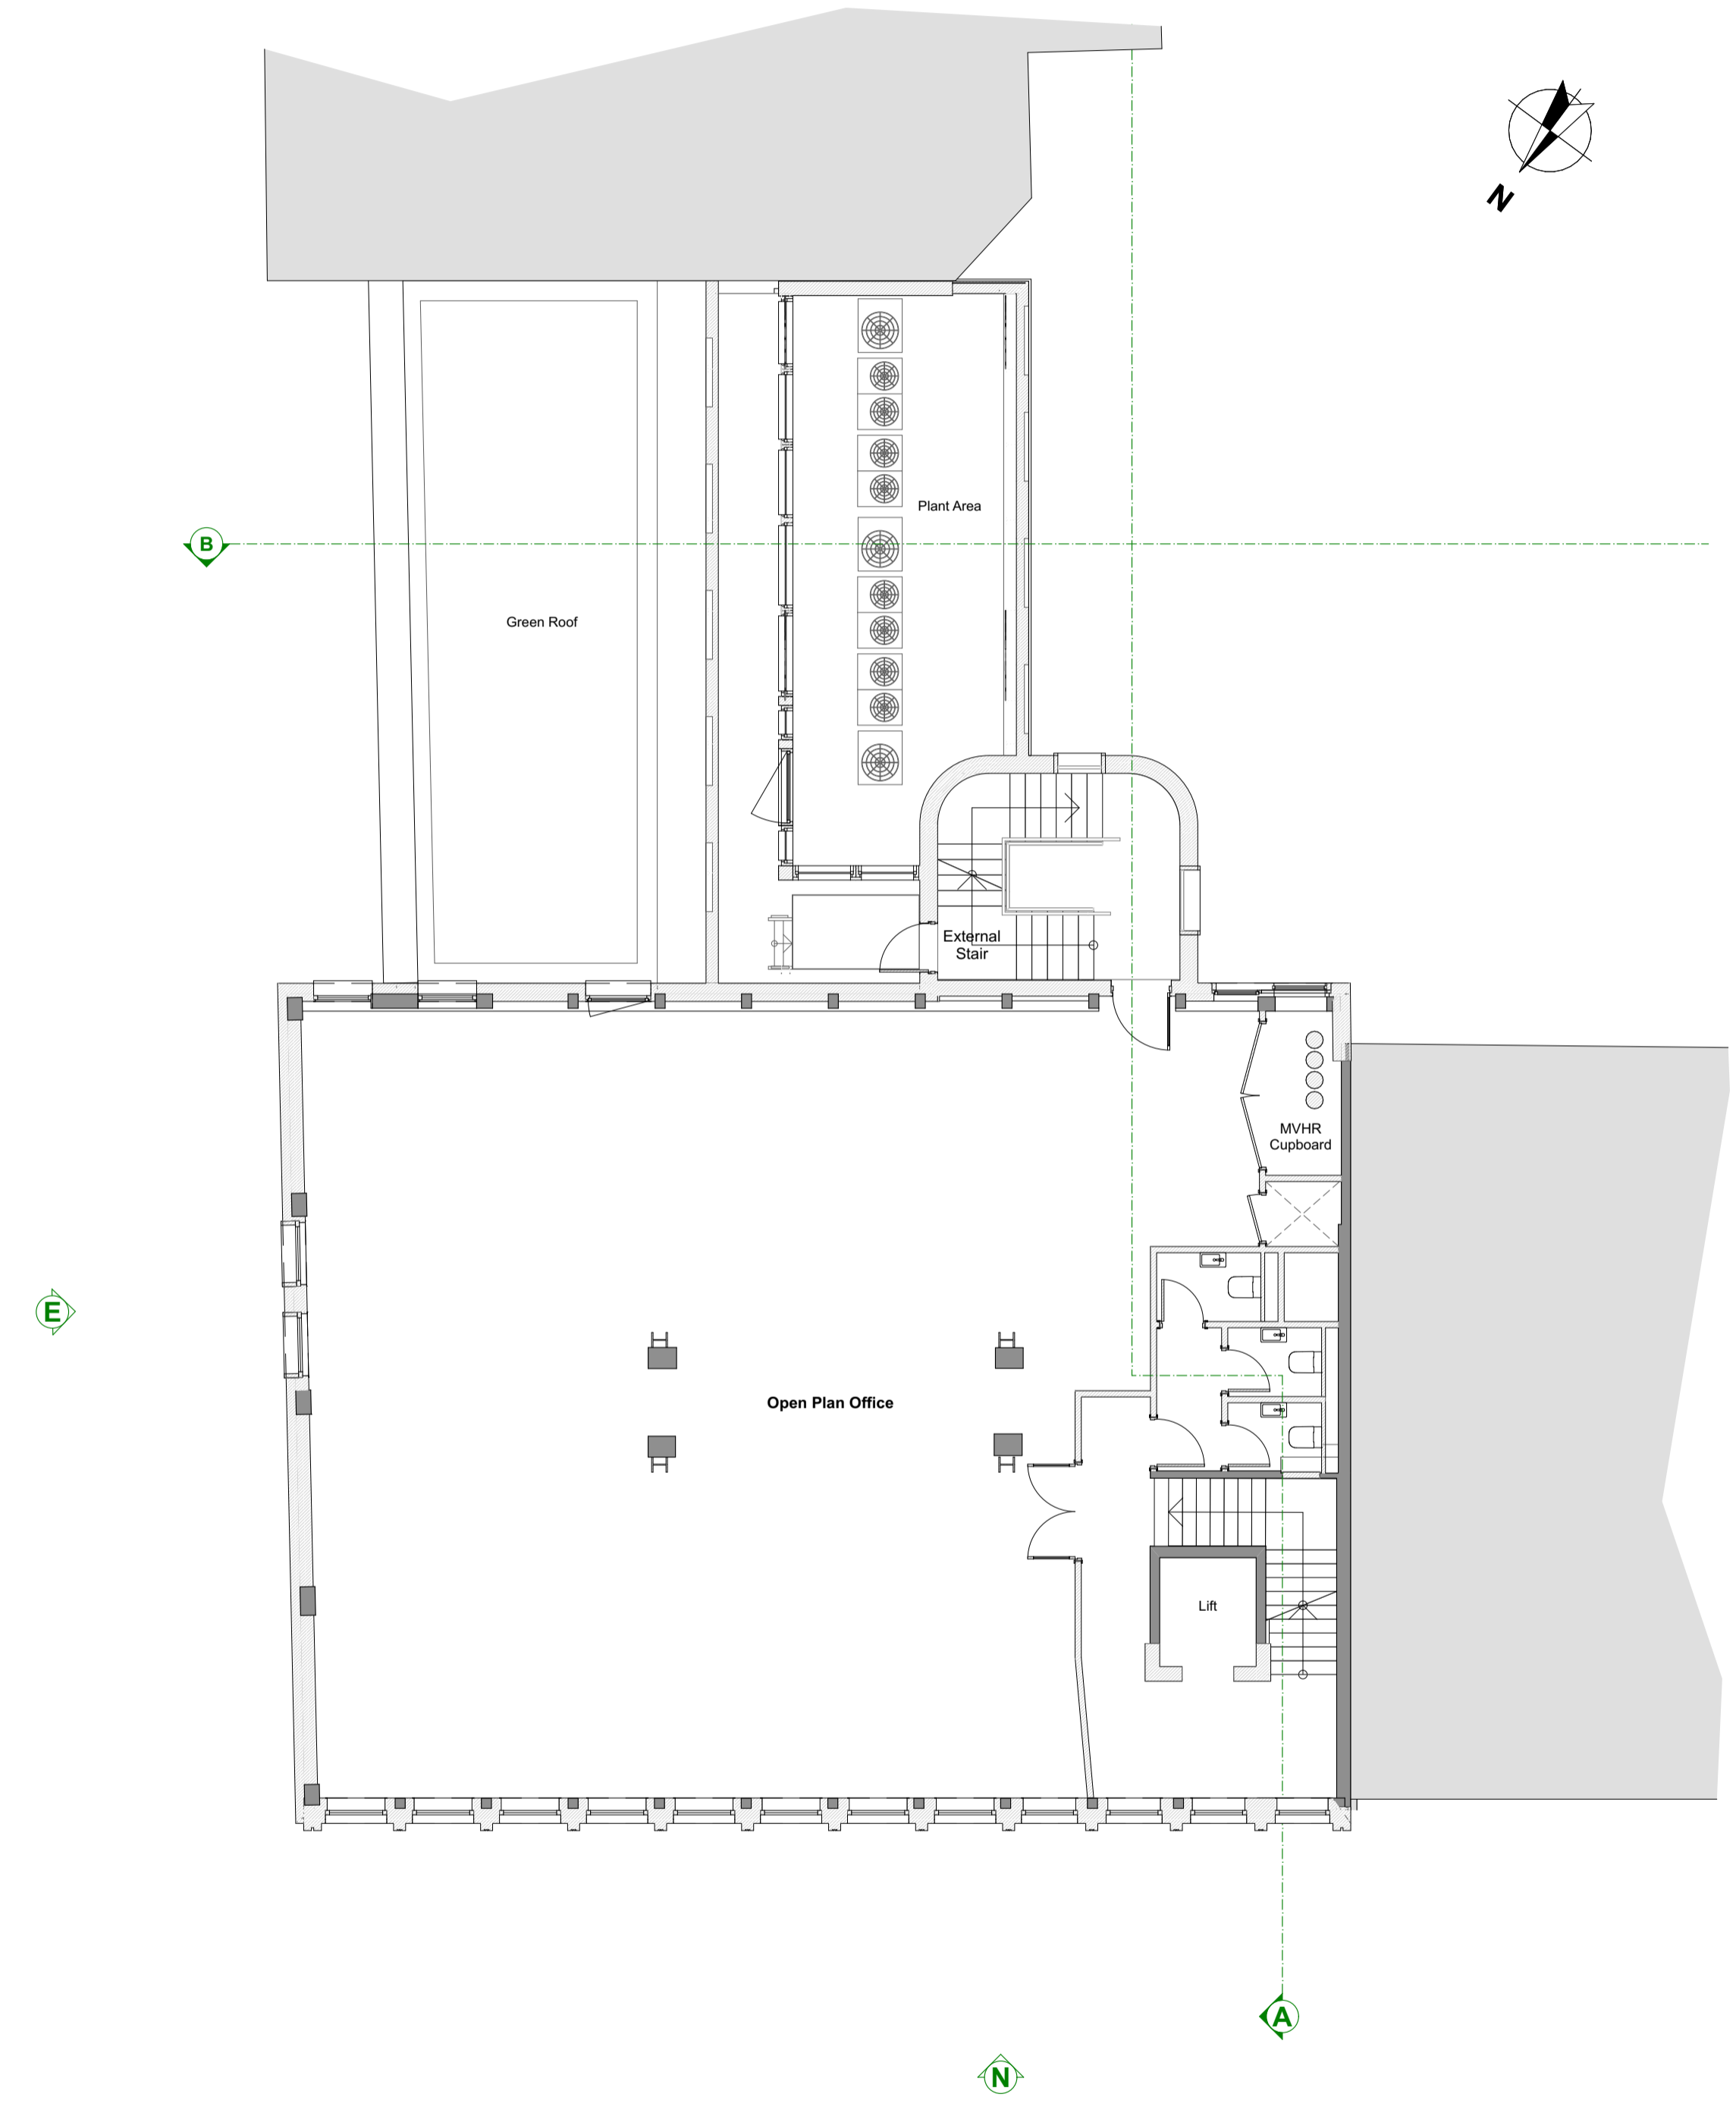 N
Plant Area
B
Green Roof
External
Stair
MVHR
Cupboard
E
Open Plan Office
Lift
A
N